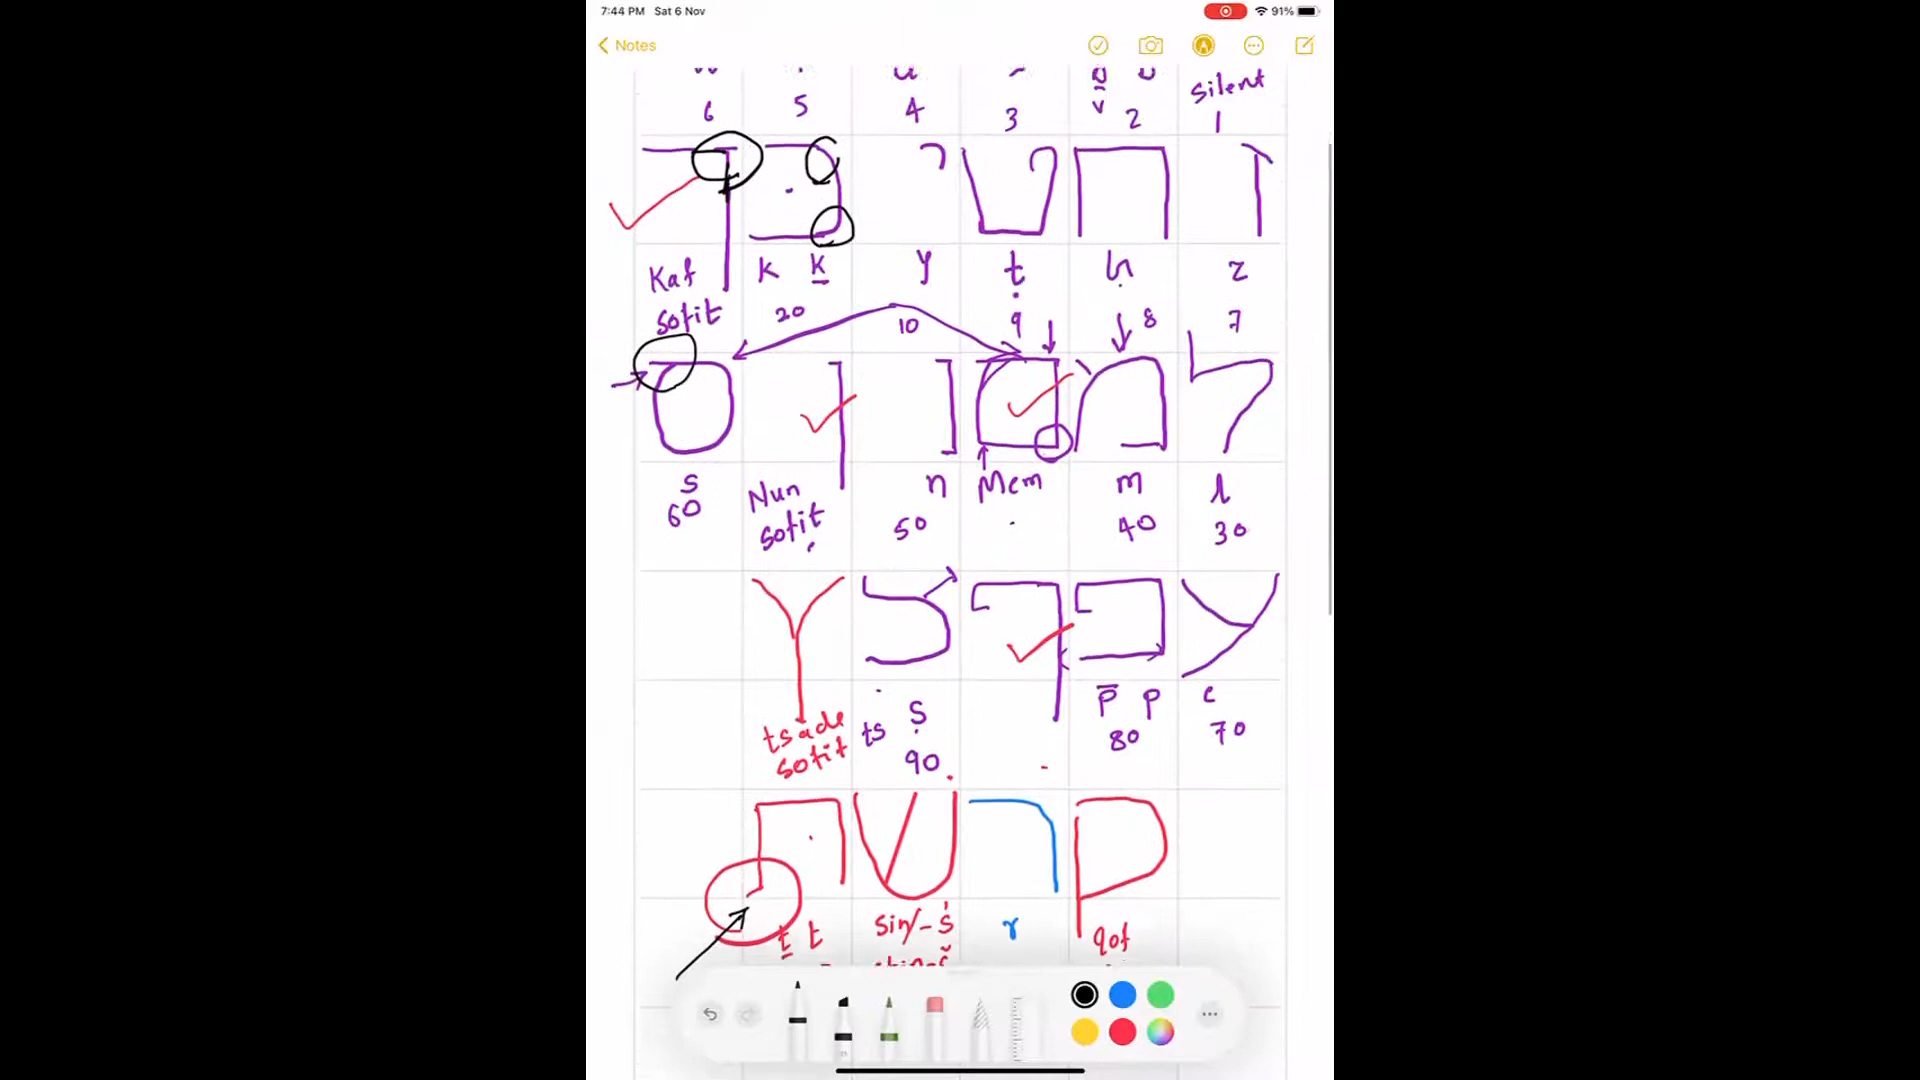 7:44 PM Sat 6 Nov 91%
Notes
Silent
6 5 4 3 v 2 1
ך כּ י ט ח ז
Kaf sofit k ḵ y ṭ ḥ z
20 10 9 8 7
ס ן נ ם מ ל
s Nun sofit n Mem m l
60 50 40 30
ץ צ ף פ ע
tsade sofit ts ṣ p̄ p c
90 80 70
תּ ש ר ק
ṯ t sin/- ś r qof